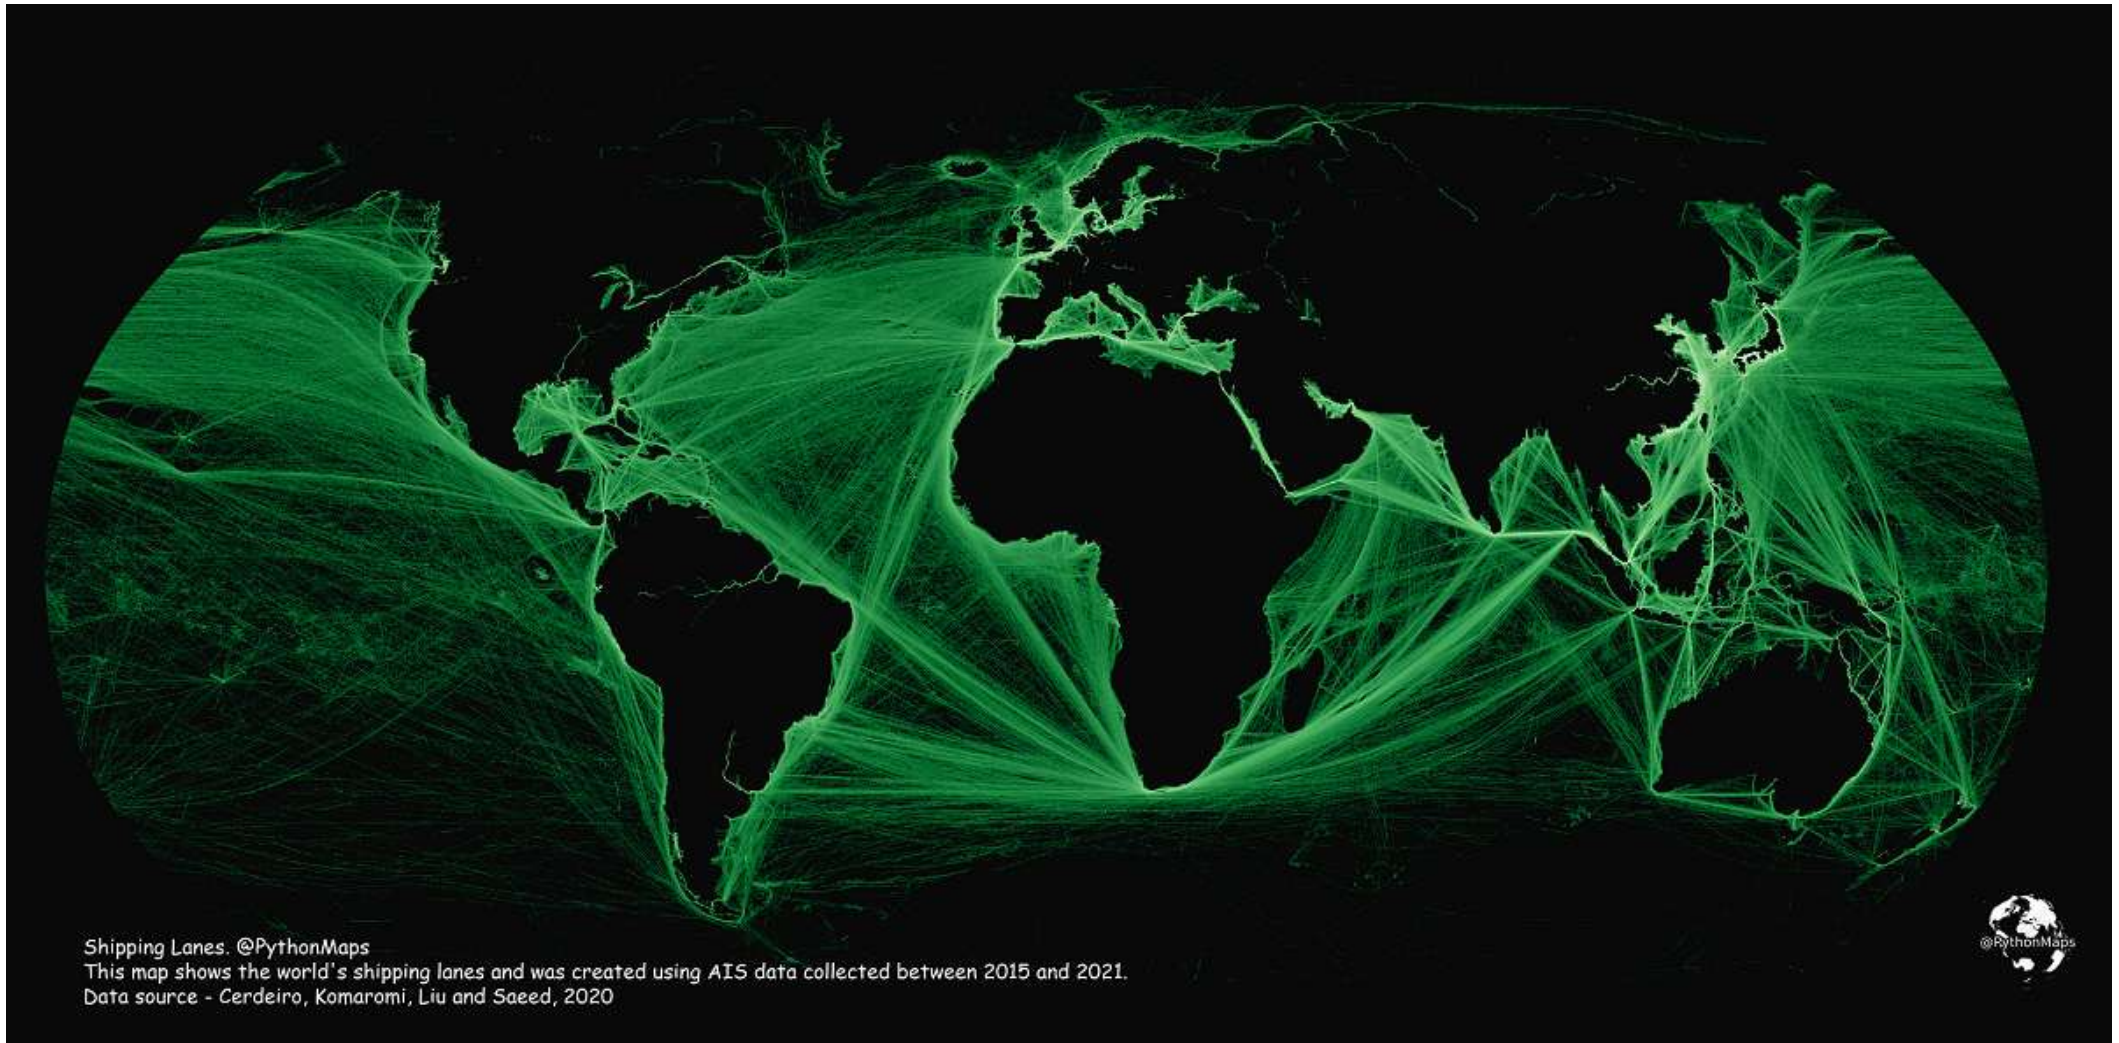 Shipping Lanes. @PythonMaps
This map shows the world's shipping lanes and was created using AIS data collected between 2015 and 2021.
Data source - Cerdeiro, Komaromi, Liu and Saeed, 2020
@PythonMaps